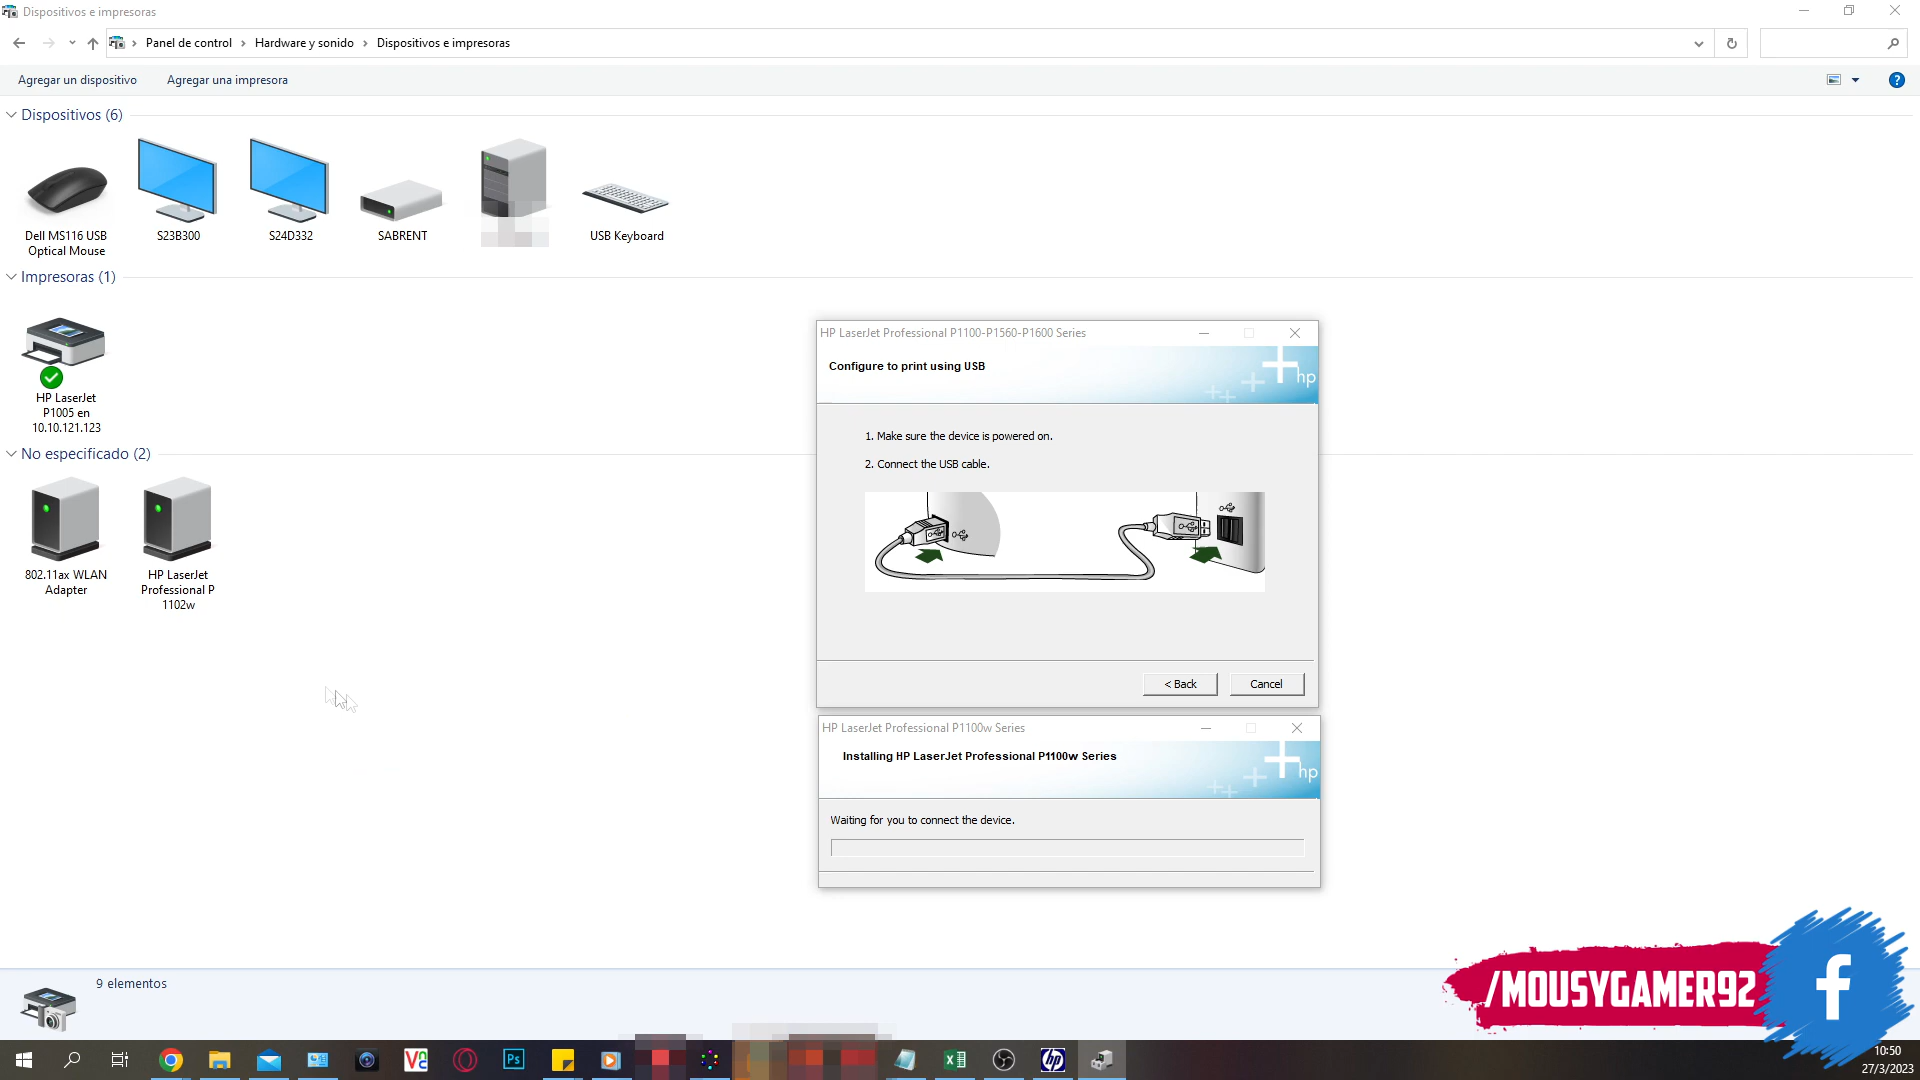 Dispositivos e impresoras
Panel de control
Hardware y sonido
Dispositivos e impresoras
Agregar un dispositivo
Agregar una impresora
?
Dispositivos (6)
Dell MS116 USB
Optical Mouse
S23B300
S24D332
SABRENT
USB Keyboard
Impresoras (1)
HP LaserJet
P1005 en
10.10.121.123
No especificado (2)
802.11ax WLAN
Adapter
HP LaserJet
Professional P
1102w
HP LaserJet Professional P1100-P1560-P1600 Series
Configure to print using USB
hp
1. Make sure the device is powered on.
2. Connect the USB cable.
< Back
Cancel
HP LaserJet Professional P1100w Series
Installing HP LaserJet Professional P1100w Series
hp
Waiting for you to connect the device.
9 elementos
/MOUSYGAMER92
f
Ps
hp
10:50
27/3/2023